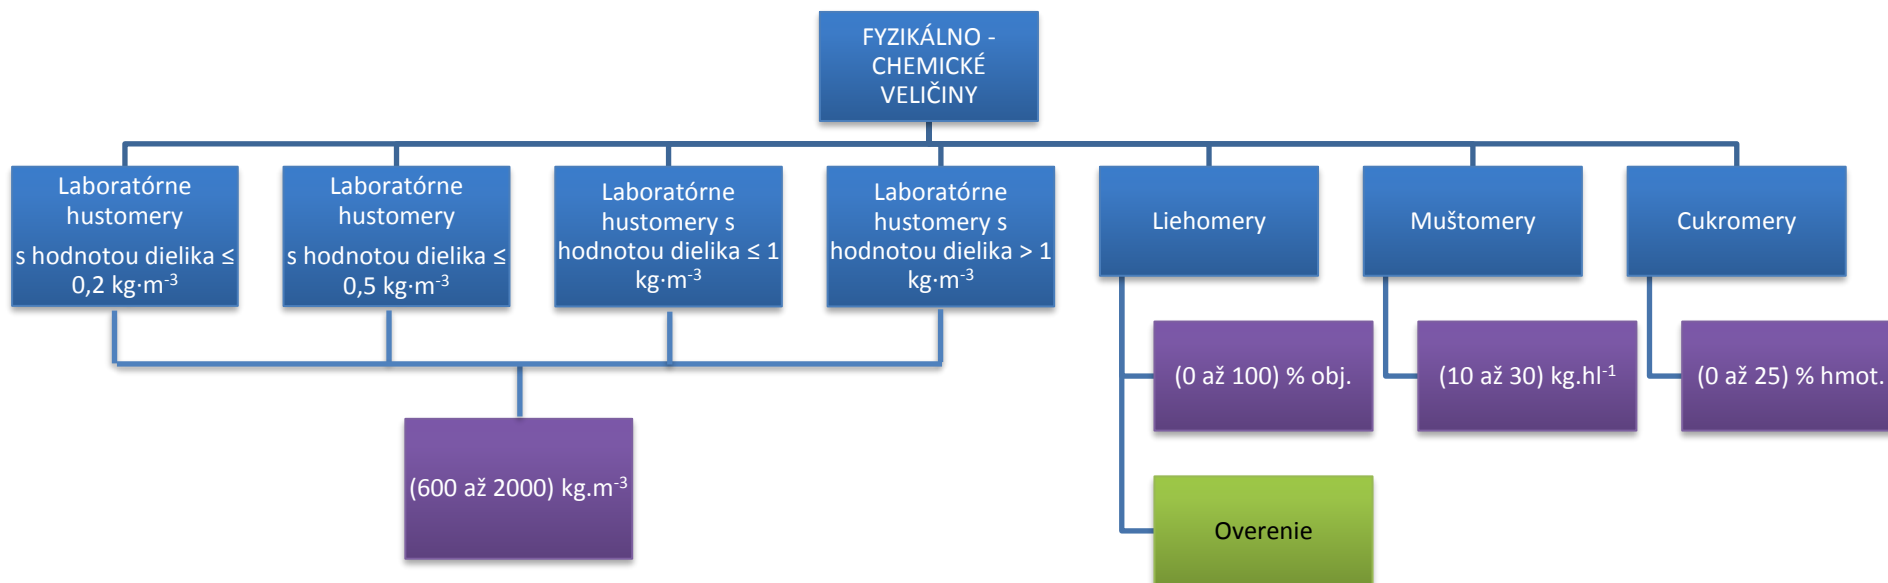 FYZIKÁLNO -
CHEMICKÉ
VELIČINY
Laboratórne
hustomery
s hodnotou dielika ≤
0,2 kg·m⁻³
Laboratórne
hustomery
s hodnotou dielika ≤
0,5 kg·m⁻³
Laboratórne
hustomery s
hodnotou dielika ≤ 1
kg·m⁻³
Laboratórne
hustomery s
hodnotou dielika > 1
kg·m⁻³
Liehomery
Muštomery
Cukromery
(0 až 100) % obj.
(10 až 30) kg.hl⁻¹
(0 až 25) % hmot.
(600 až 2000) kg.m⁻³
Overenie